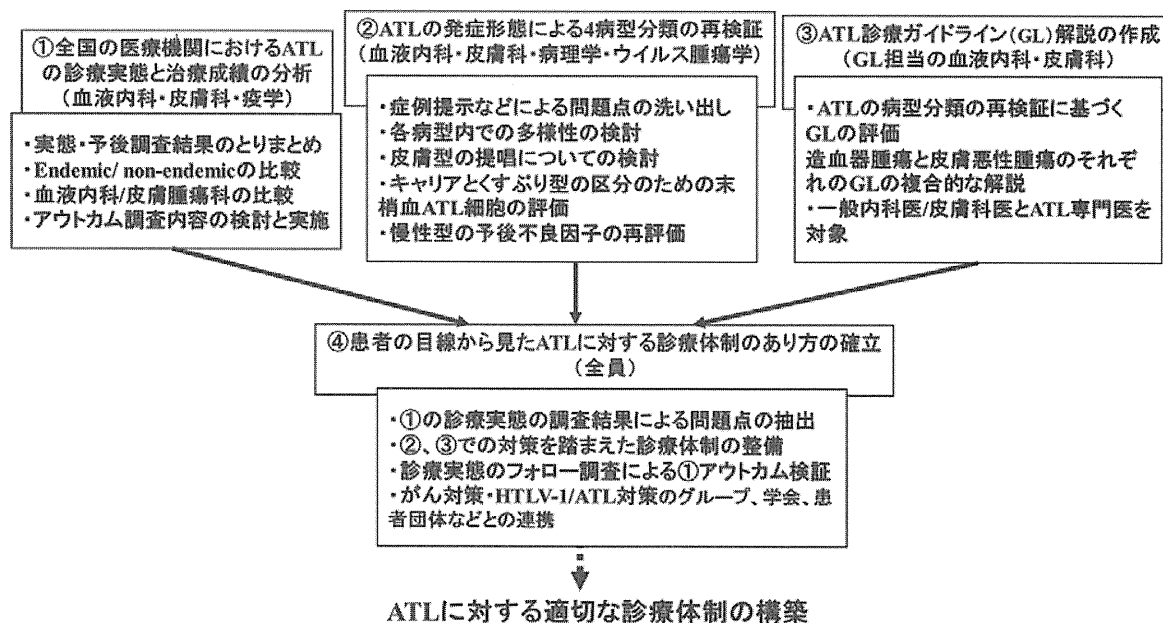 ①全国の医療機関におけるATL
の診療実態と治療成績の分析
(血液内科・皮膚科・疫学)
・実態・予後調査結果のとりまとめ
・Endemic/ non-endemicの比較
・血液内科/皮膚腫瘍科の比較
・アウトカム調査内容の検討と実施
②ATLの発症形態による4病型分類の再検証
(血液内科・皮膚科・病理学・ウイルス腫瘍学)
・症例提示などによる問題点の洗い出し
・各病型内での多様性の検討
・皮膚型の提唱についての検討
・キャリアとくすぶり型の区分のための末
梢血ATL細胞の評価
・慢性型の予後不良因子の再評価
③ATL診療ガイドライン(GL)解説の作成
(GL担当の血液内科・皮膚科)
・ATLの病型分類の再検証に基づく
GLの評価
造血器腫瘍と皮膚悪性腫瘍のそれぞ
れのGLの複合的な解説
・一般内科医/皮膚科医とATL専門医を
対象
④患者の目線から見たATLに対する診療体制のあり方の確立
(全員)
・①の診療実態の調査結果による問題点の抽出
・②、③での対策を踏まえた診療体制の整備
・診療実態のフォロー調査による①アウトカム検証
・がん対策・HTLV-1/ATL対策のグループ、学会、患
者団体などとの連携
ATLに対する適切な診療体制の構築